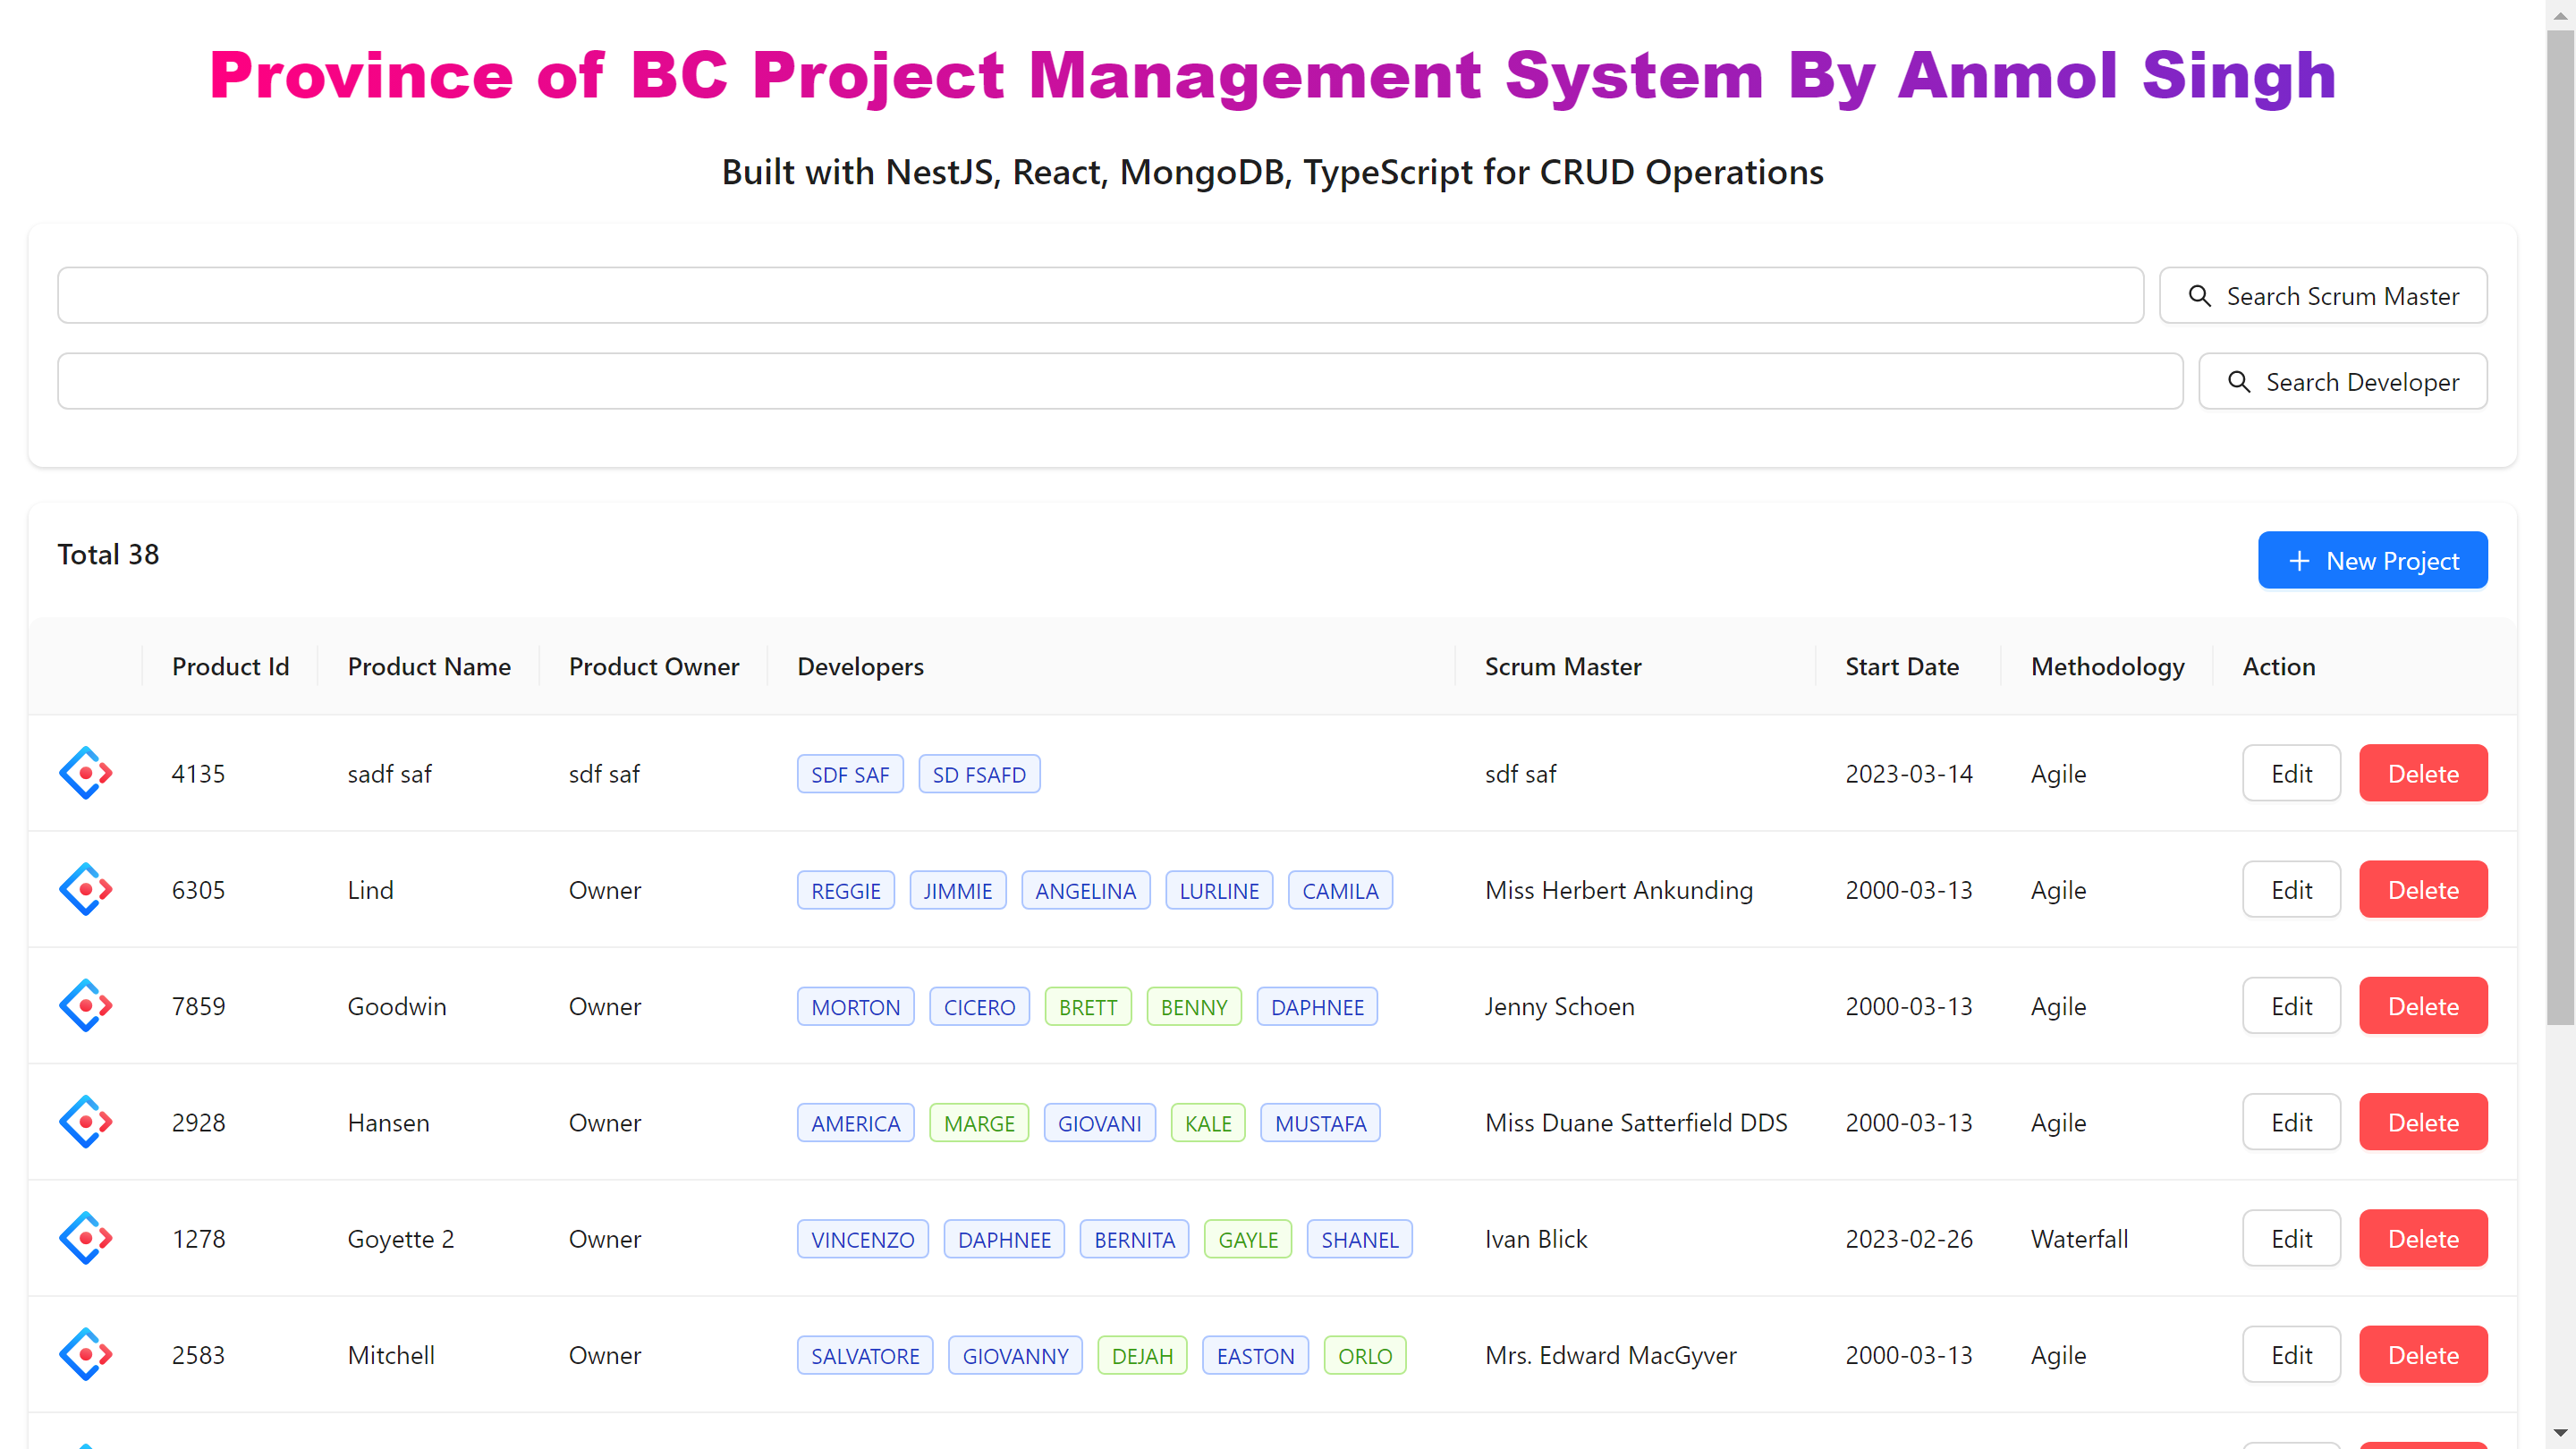 Province of BC Project Management System By Anmol Singh
Built with NestJS, React, MongoDB, TypeScript for CRUD Operations
Search Scrum Master
Search Developer
Total 38
New Project
Product Id Product Name Product Owner Developers Scrum Master Start Date Methodology Action
4135 sadf saf sdf saf SDF SAF SD FSAFD sdf saf 2023-03-14 Agile Edit Delete
6305 Lind Owner REGGIE JIMMIE ANGELINA LURLINE CAMILA Miss Herbert Ankunding 2000-03-13 Agile Edit Delete
7859 Goodwin Owner MORTON CICERO BRETT BENNY DAPHNEE Jenny Schoen 2000-03-13 Agile Edit Delete
2928 Hansen Owner AMERICA MARGE GIOVANI KALE MUSTAFA Miss Duane Satterfield DDS 2000-03-13 Agile Edit Delete
1278 Goyette 2 Owner VINCENZO DAPHNEE BERNITA GAYLE SHANEL Ivan Blick 2023-02-26 Waterfall Edit Delete
2583 Mitchell Owner SALVATORE GIOVANNY DEJAH EASTON ORLO Mrs. Edward MacGyver 2000-03-13 Agile Edit Delete